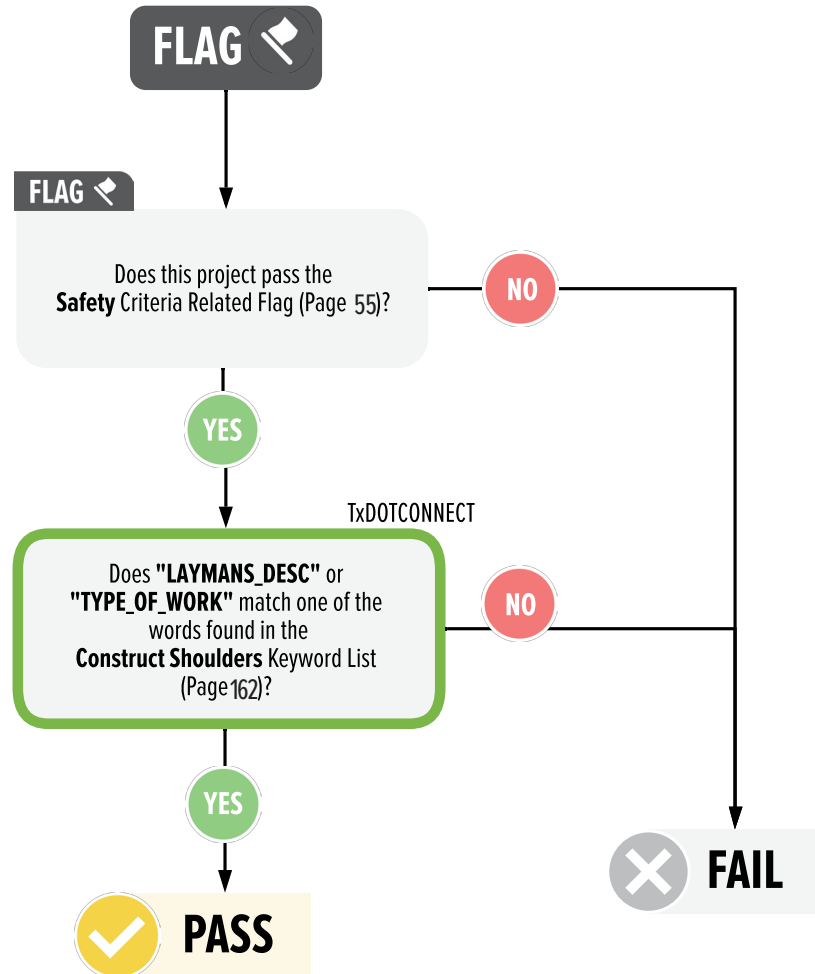 FLAG
FLAG
Does this project pass the
Safety Criteria Related Flag (Page 55)?
NO
YES
TxDOTCONNECT
Does "LAYMANS_DESC" or
"TYPE_OF_WORK" match one of the
words found in the
Construct Shoulders Keyword List
(Page 162)?
NO
YES
FAIL
PASS